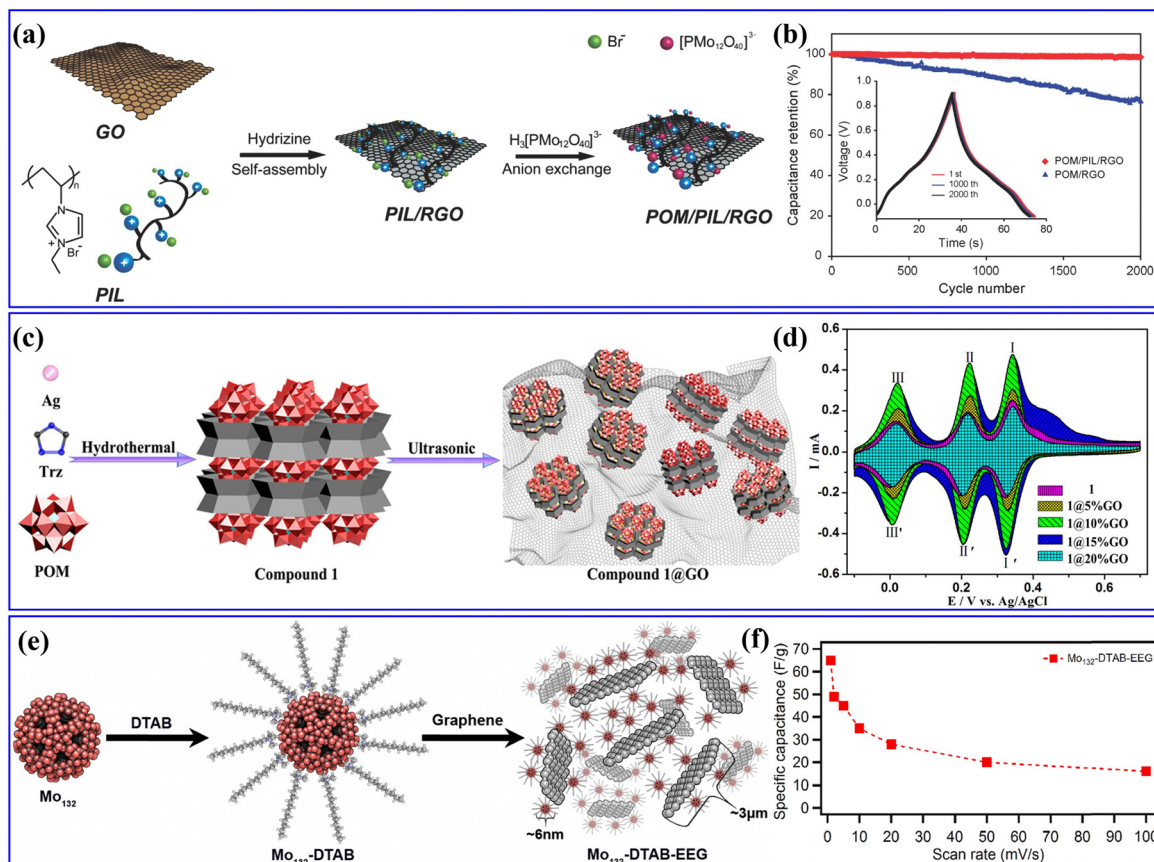 (a)
GO
Br⁻
[PMo₁₂O₄₀]³⁻
n
N
N
+
Br⁻
PIL
+
+
+
+
+
+
Hydrizine
Self-assembly
PIL/RGO
H₃[PMo₁₂O₄₀]³⁻
Anion exchange
POM/PIL/RGO
(b)
Capacitance retention (%)
100
80
60
40
20
0
0
500
1000
1500
2000
Cycle number
Voltage (V)
1.0
0.8
0.6
0.4
0.2
0.0
0 20 40 60 80
Time (s)
1 st
1000 th
2000 th
POM/PIL/RGO
POM/RGO
(c)
Ag
Trz
POM
Hydrothermal
Compound 1
Ultrasonic
Compound 1@GO
(d)
I / mA
0.6
0.4
0.2
0.0
-0.2
-0.4
-0.6
III
II
I
III'
II'
I'
1
1@5%GO
1@10%GO
1@15%GO
1@20%GO
0.0 0.2 0.4 0.6
E / V vs. Ag/AgCl
(e)
Mo₁₃₂
DTAB
Mo₁₃₂-DTAB
Graphene
~6nm
~3μm
Mo₁₃₂-DTAB-EEG
(f)
Specific capacitance (F/g)
80
70
60
50
40
30
20
10
0
Mo₁₃₂-DTAB-EEG
0 10 20 30 40 50 60 70 80 90 100
Scan rate (mV/s)